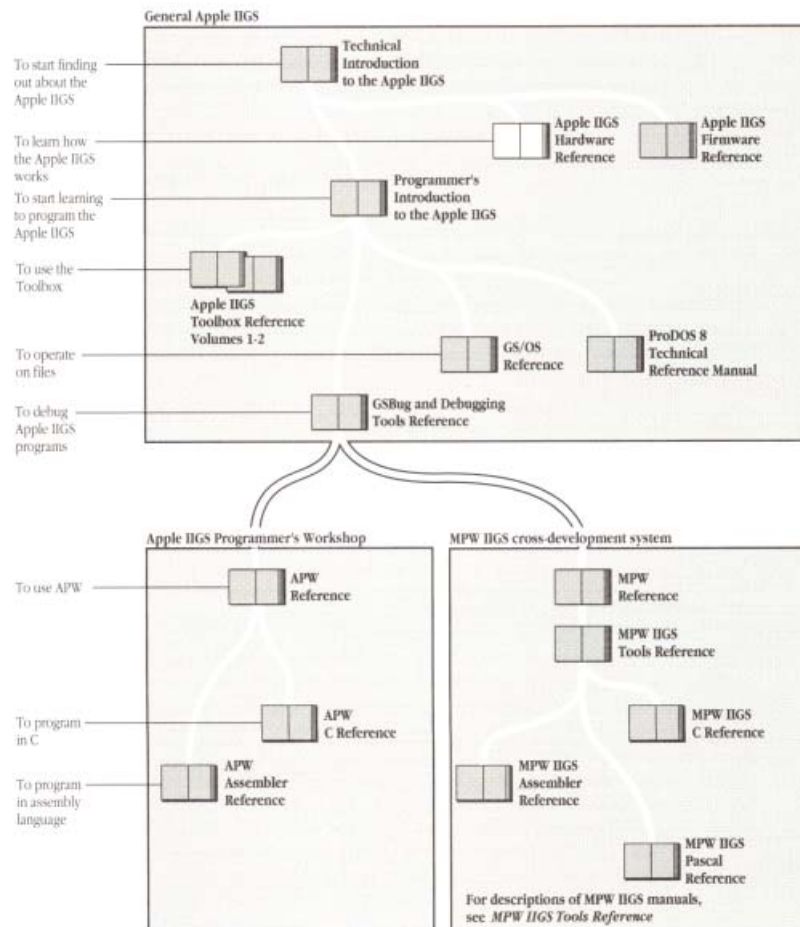 General Apple IIGS
To start finding
out about the
Apple IIGS
Technical
Introduction
to the Apple IIGS
To learn how
the Apple IIGS
works
Apple IIGS
Hardware
Reference
Apple IIGS
Firmware
Reference
To start learning
to program the
Apple IIGS
Programmer's
Introduction
to the Apple IIGS
To use the
Toolbox
Apple IIGS
Toolbox Reference
Volumes 1-2
To operate
on files
GS/OS
Reference
ProDOS 8
Technical
Reference Manual
To debug
Apple IIGS
programs
GSBug and Debugging
Tools Reference
Apple IIGS Programmer's Workshop
MPW IIGS cross-development system
To use APW
APW
Reference
MPW
Reference
MPW IIGS
Tools Reference
To program
in C
APW
C Reference
MPW IIGS
C Reference
To program
in assembly
language
APW
Assembler
Reference
MPW IIGS
Assembler
Reference
MPW IIGS
Pascal
Reference
For descriptions of MPW IIGS manuals,
see MPW IIGS Tools Reference